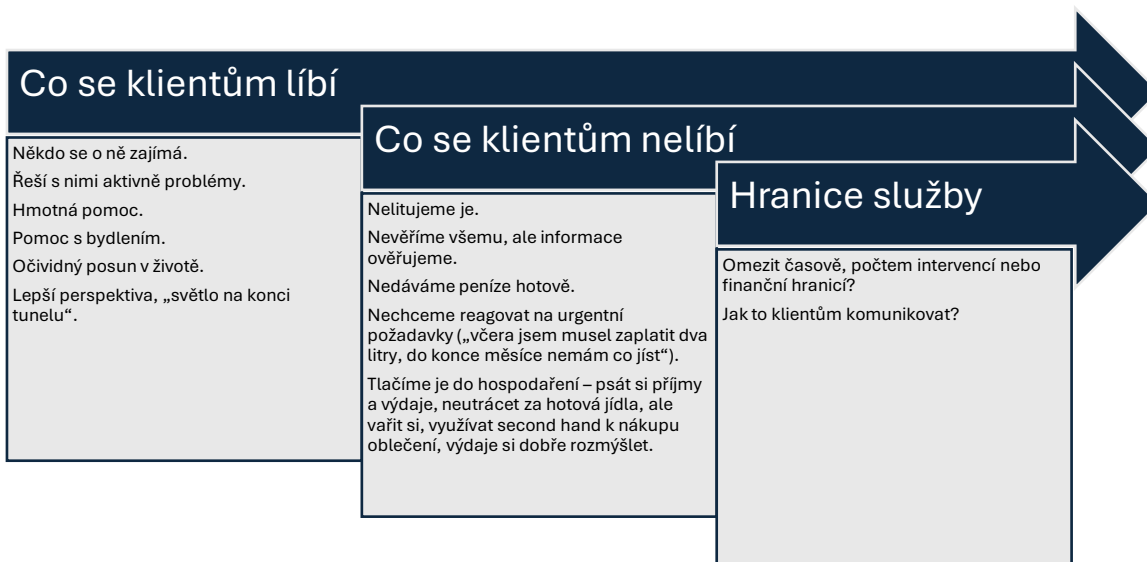 Co se klientům líbí
Někdo se o ně zajímá.
Řeší s nimi aktivně problémy.
Hmotná pomoc.
Pomoc s bydlením.
Očividný posun v životě.
Lepší perspektiva, „světlo na konci
tunelu“.
Co se klientům nelíbí
Nelitujeme je.
Nevěříme všemu, ale informace
ověřujeme.
Nedáváme peníze hotově.
Nechceme reagovat na urgentní
požadavky („včera jsem musel zaplatit dva
litry, do konce měsíce nemám co jíst“).
Tlačíme je do hospodaření – psát si příjmy
a výdaje, neutrácet za hotová jídla, ale
vařit si, využívat second hand k nákupu
oblečení, výdaje si dobře rozmýšlet.
Hranice služby
Omezit časově, počtem intervencí nebo
finanční hranicí?
Jak to klientům komunikovat?